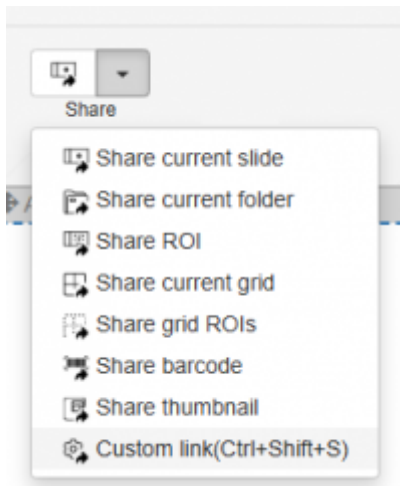 Share
Share current slide
Share current folder
Share ROI
Share current grid
Share grid ROIs
Share barcode
Share thumbnail
Custom link(Ctrl+Shift+S)